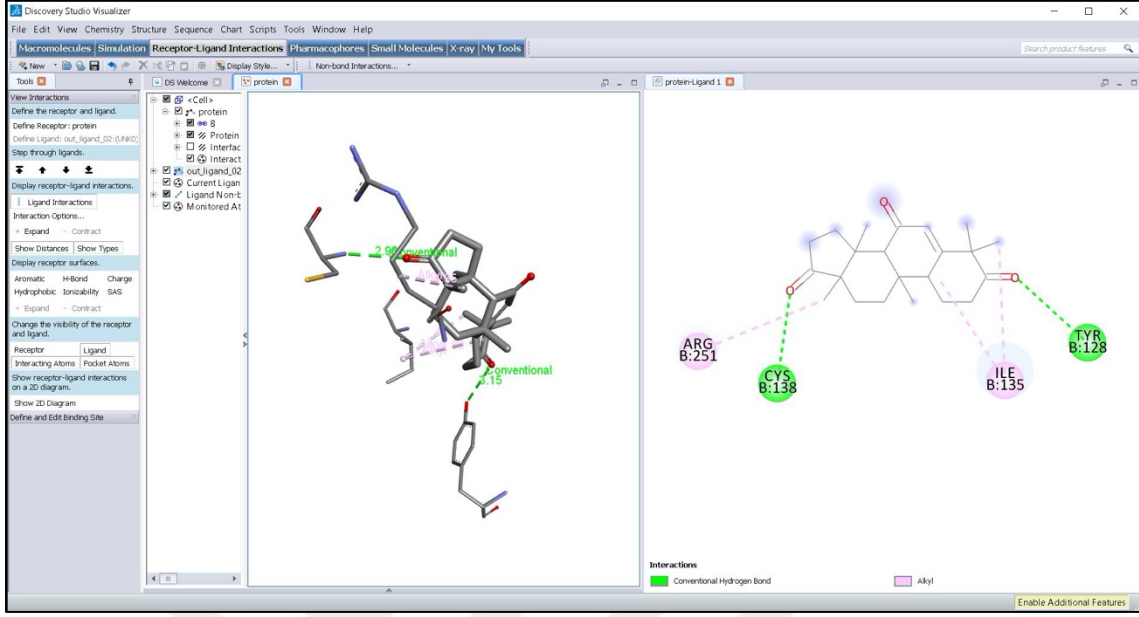 Discovery Studio Visualizer
File Edit View Chemistry Structure Sequence Chart Scripts Tools Window Help
Macromolecules Simulation Receptor-Ligand Interactions Pharmacophores Small Molecules X-ray My Tools
Search product features
New Display Style... Non-bond Interactions...
Tools
View Interactions
Define the receptor and ligand.
Define Receptor: protein
Define Ligand: out_ligand_02:(UNK0)
Step through ligands.
Display receptor-ligand interactions.
Ligand Interactions
Interaction Options...
+ Expand - Contract
Show Distances Show Types
Display receptor surfaces.
Aromatic H-Bond Charge
Hydrophobic Ionizability SAS
+ Expand - Contract
Change the visibility of the receptor
and ligand.
Receptor Ligand
Interacting Atoms Pocket Atoms
Show receptor-ligand interactions
on a 2D diagram.
Show 2D Diagram
Define and Edit Binding Site
DS Welcome protein
<Cell>
protein
B
Protein
Interfac
Interact
out_ligand_02
Current Ligan
Ligand Non-b
Monitored At
Conventional
Conventional
3.15
protein-Ligand 1
O
O
O
ARG
B:251
CYS
B:138
ILE
B:135
TYR
B:128
Interactions
Conventional Hydrogen Bond Alkyl
Enable Additional Features